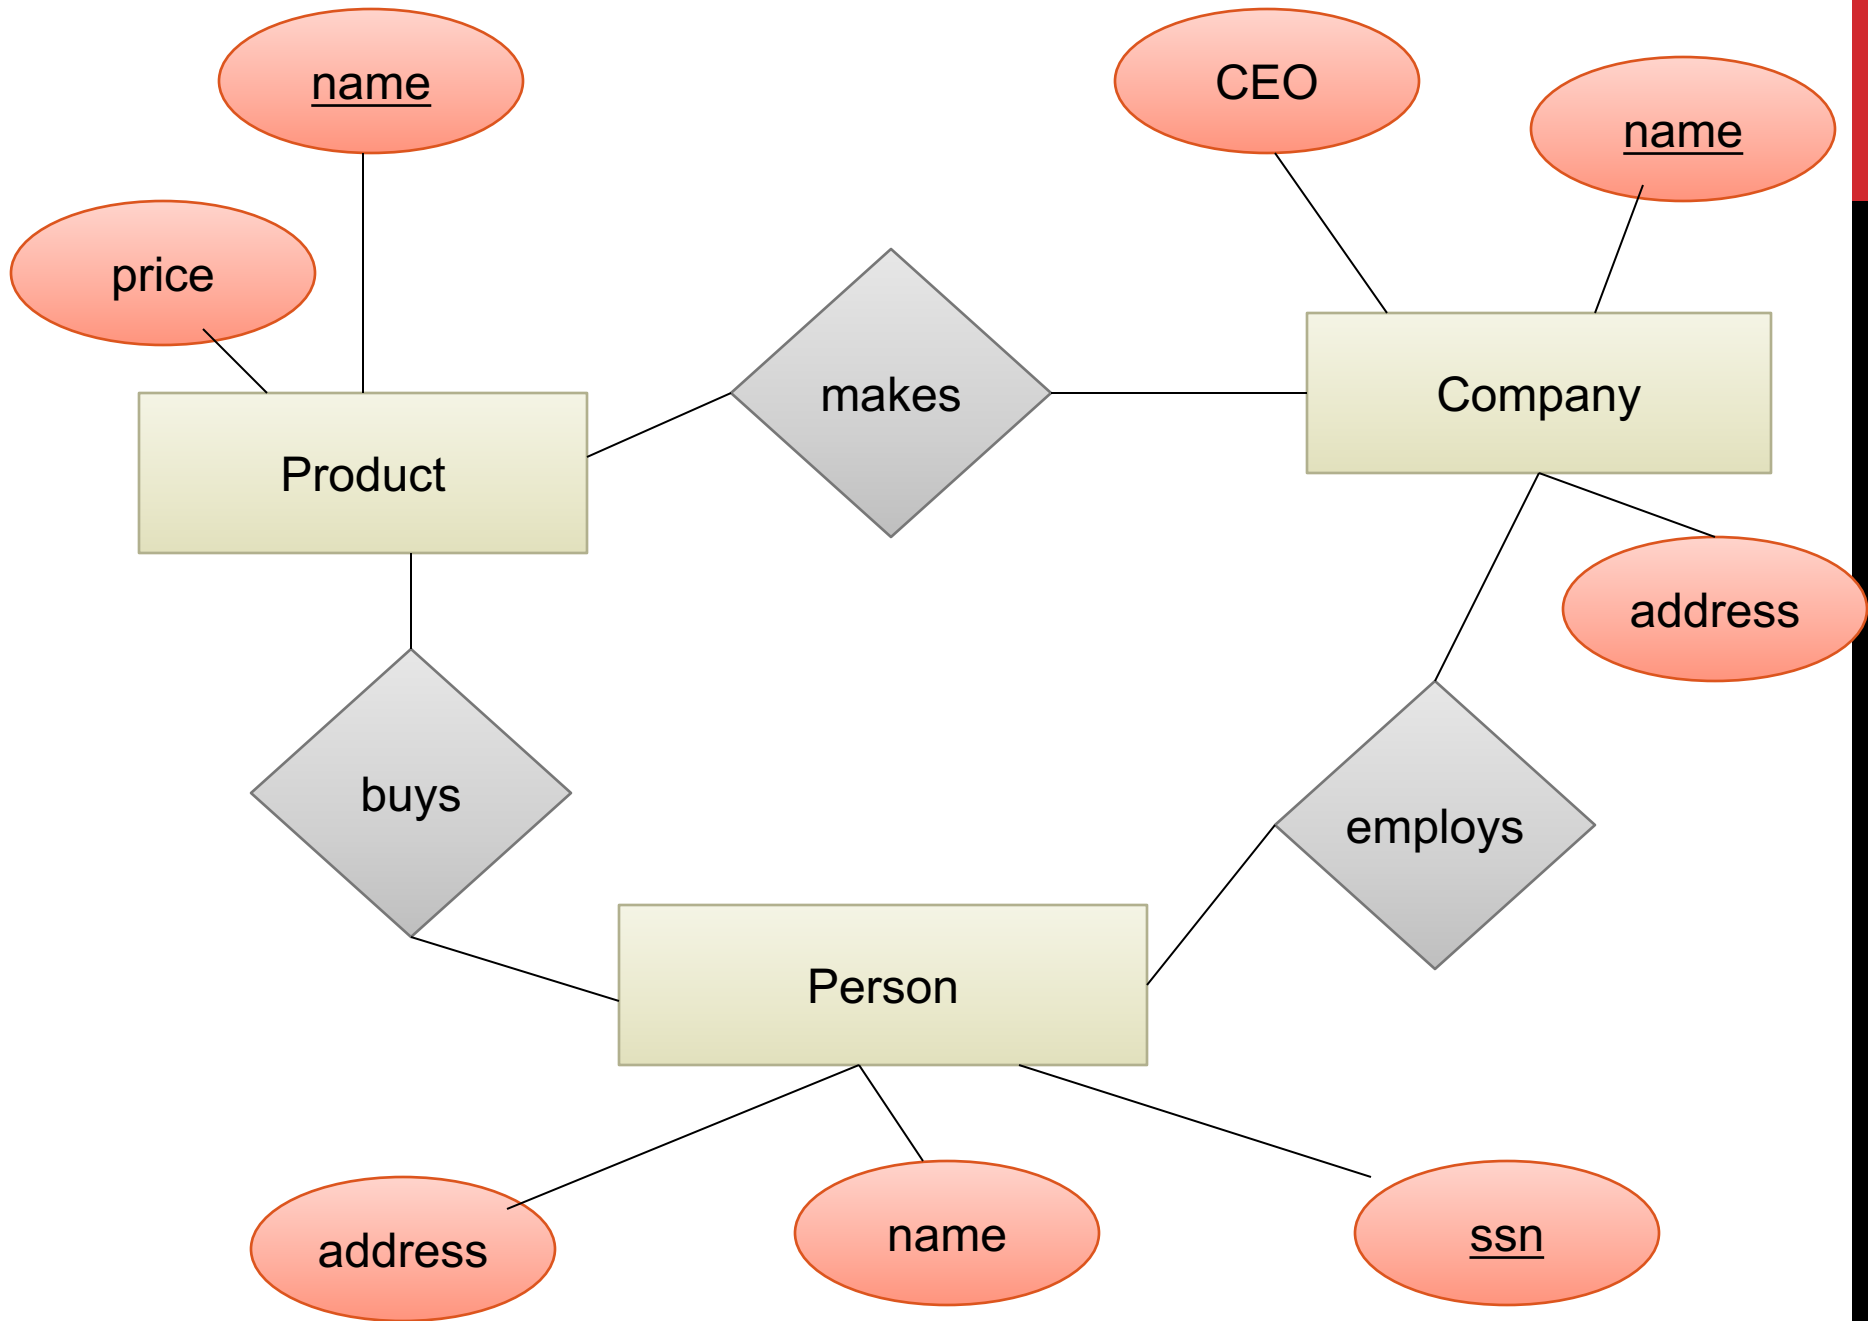 name
CEO
name
price
makes
Company
Product
address
buys
employs
Person
address
name
ssn